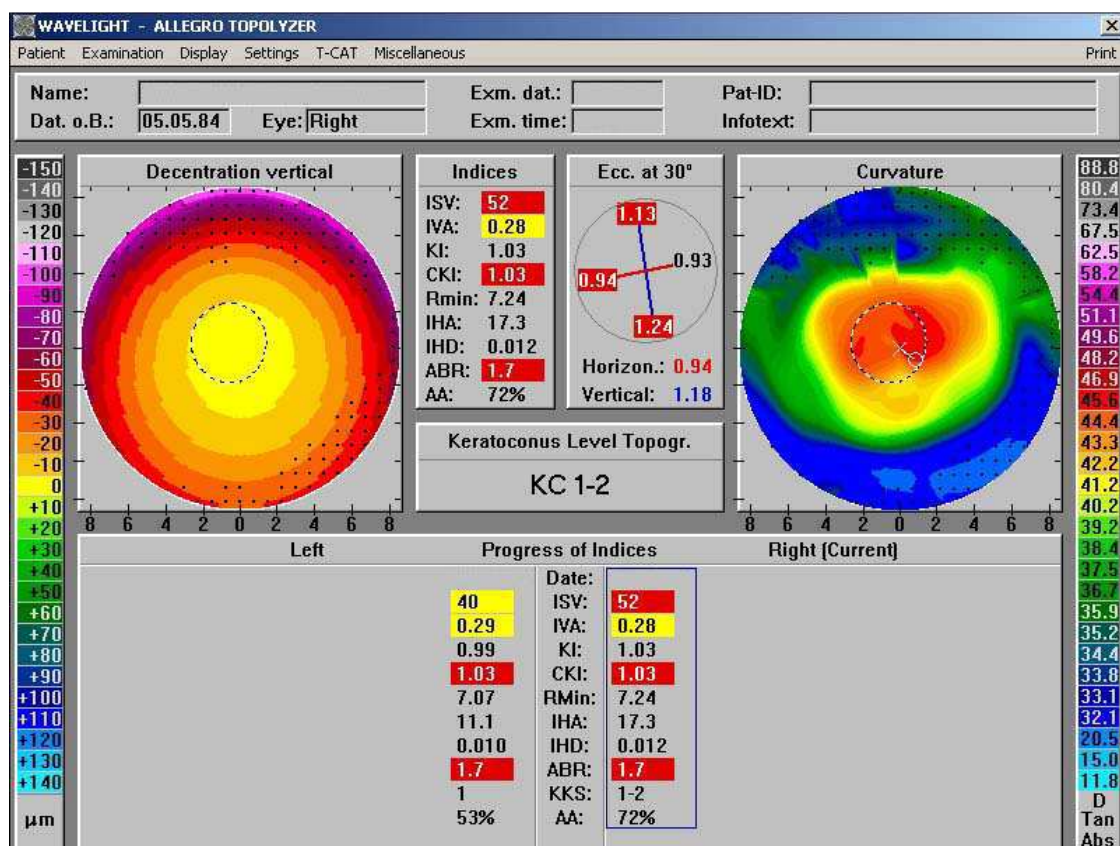 WAVELIGHT - ALLEGRO TOPOLYZER
Patient Examination Display Settings T-CAT Miscellaneous Print
Name: Exm. dat.: Pat-ID:
Dat. o.B.: 05.05.84 Eye: Right Exm. time: Infotext:
-150
-140
-130
-120
-110
-100
-90
-80
-70
-60
-50
-40
-30
-20
-10
0
+10
+20
+30
+40
+50
+60
+70
+80
+90
+100
+110
+120
+130
+140
µm
Decentration vertical
8 6 4 2 0 2 4 6 8
Indices
ISV: 52
IVA: 0.28
KI: 1.03
CKI: 1.03
Rmin: 7.24
IHA: 17.3
IHD: 0.012
ABR: 1.7
AA: 72%
Ecc. at 30°
1.13
0.93
0.94
1.24
Horizon.: 0.94
Vertical: 1.18
Keratoconus Level Topogr.
KC 1-2
Curvature
8 6 4 2 0 2 4 6 8
88.8
80.4
73.4
67.5
62.5
58.2
54.4
51.1
49.6
48.2
46.9
45.6
44.4
43.3
42.2
41.2
40.2
39.2
38.4
37.5
36.7
35.9
35.2
34.4
33.8
33.1
32.1
20.5
15.0
11.8
D
Tan
Abs
Left Progress of Indices Right (Current)
Date:
40 ISV: 52
0.29 IVA: 0.28
0.99 KI: 1.03
1.03 CKI: 1.03
7.07 RMin: 7.24
11.1 IHA: 17.3
0.010 IHD: 0.012
1.7 ABR: 1.7
1 KKS: 1-2
53% AA: 72%